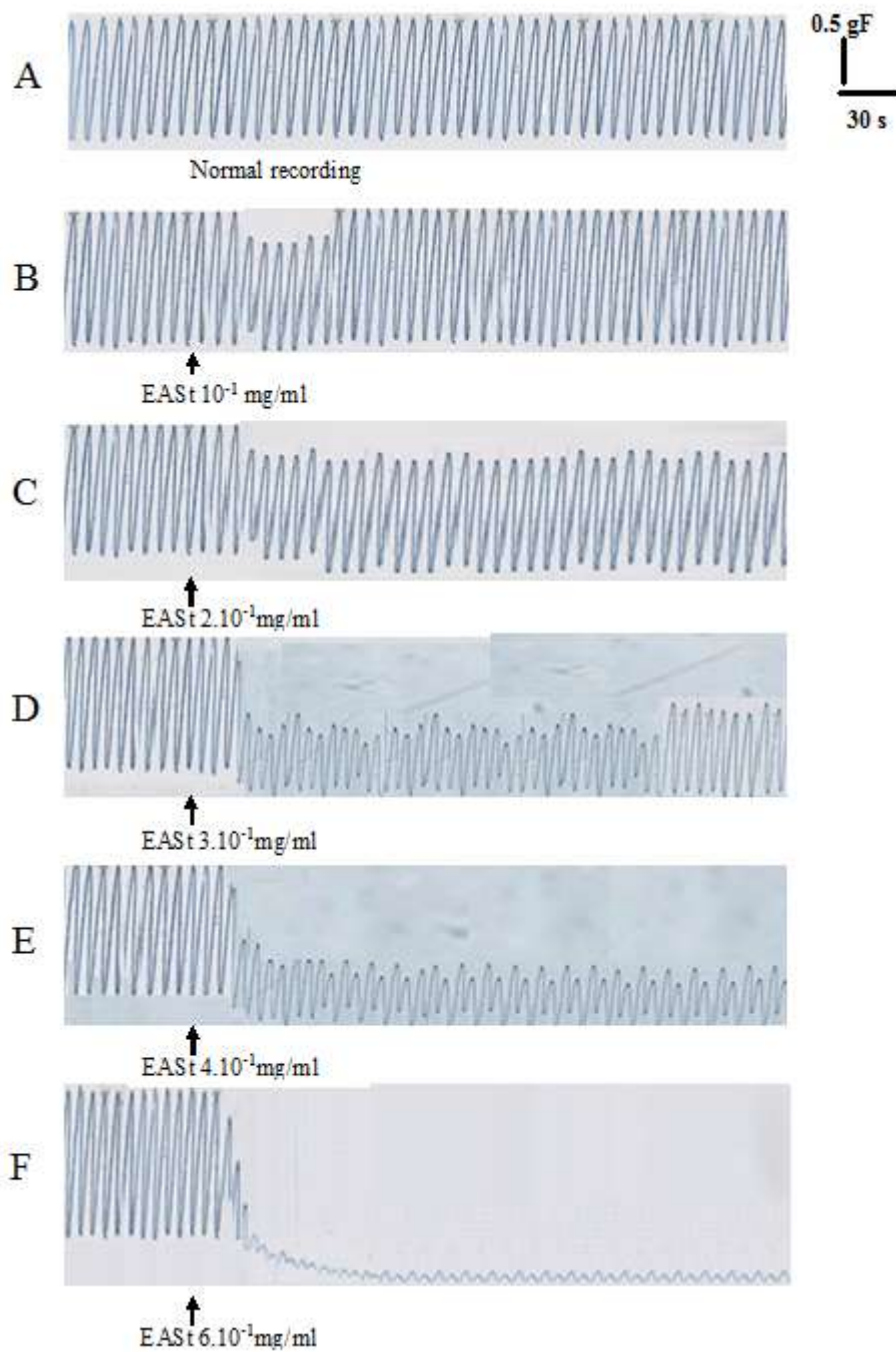 A
0.5 gF
30 s
Normal recording
B
EASt 10⁻¹ mg/ml
C
EASt 2.10⁻¹mg/ml
D
EASt 3.10⁻¹mg/ml
E
EASt 4.10⁻¹mg/ml
F
EASt 6.10⁻¹mg/ml